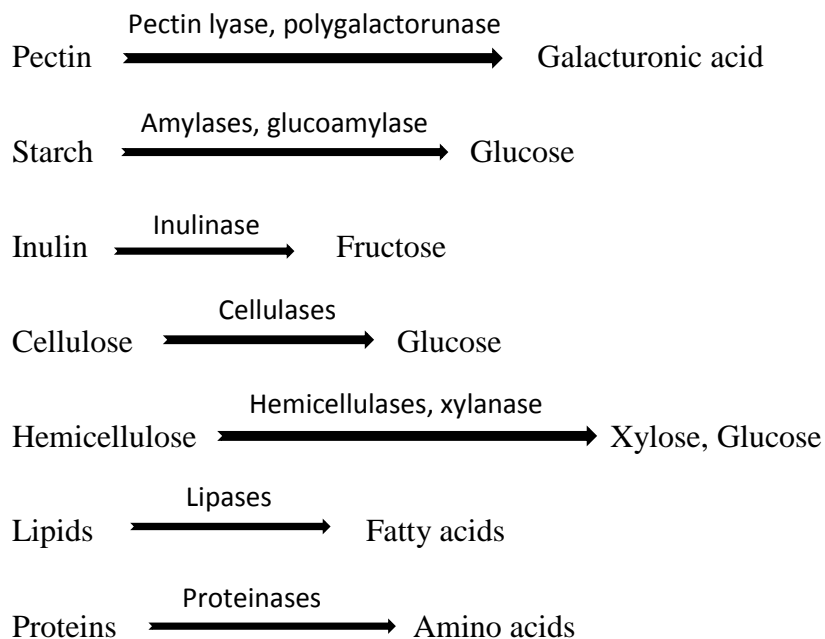 Pectin lyase, polygalactorunase
Pectin Galacturonic acid
Amylases, glucoamylase
Starch Glucose
Inulinase
Inulin Fructose
Cellulases
Cellulose Glucose
Hemicellulases, xylanase
Hemicellulose Xylose, Glucose
Lipases
Lipids Fatty acids
Proteinases
Proteins Amino acids